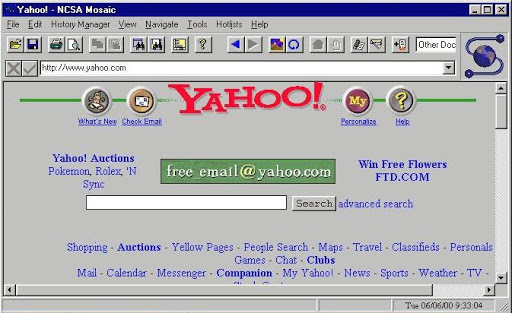 Yahoo! - NCSA Mosaic
File Edit History Manager View Navigate Tools Hotlists Help
Other Doc
http://www.yahoo.com
YAHOO!
My
?
What's New Check Email Personalize Help
Yahoo! Auctions
Pokemon, Rolex, 'N
Sync
free_email@yahoo.com
Win Free Flowers
FTD.COM
Search advanced search
Shopping - Auctions - Yellow Pages - People Search - Maps - Travel - Classifieds - Personals
Games - Chat - Clubs
Mail - Calendar - Messenger - Companion - My Yahoo! - News - Sports - Weather - TV -
Tue 06/06/00 9:33:04